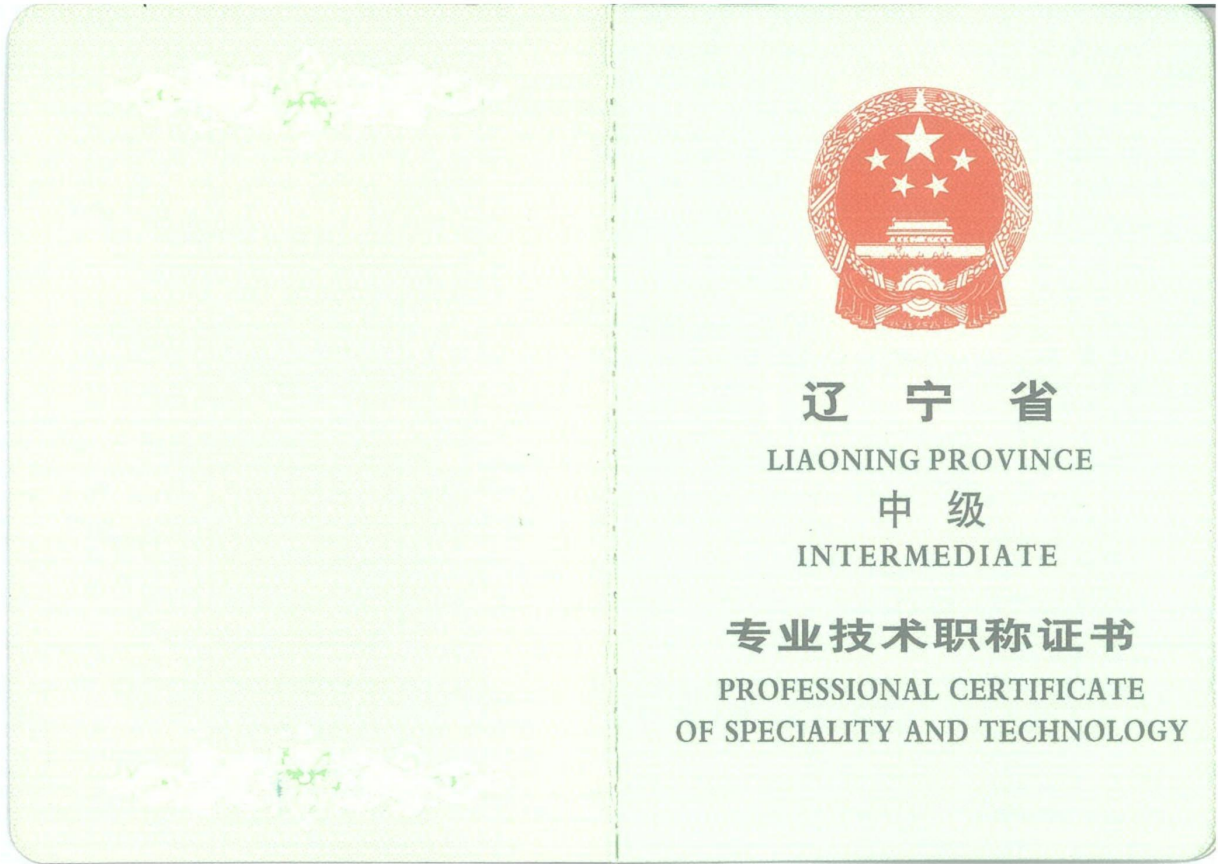 辽宁省
LIAONING PROVINCE
中级
INTERMEDIATE
专业技术职称证书
PROFESSIONAL CERTIFICATE
OF SPECIALITY AND TECHNOLOGY